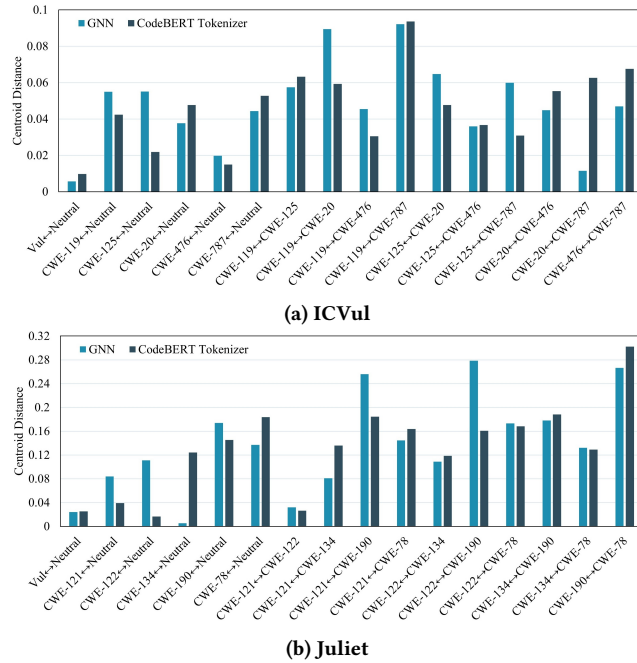 GNN CodeBERT Tokenizer
Centroid Distance
0.1
0.08
0.06
0.04
0.02
0
Vul↔Neutral
CWE-119↔Neutral
CWE-125↔Neutral
CWE-20↔Neutral
CWE-476↔Neutral
CWE-787↔Neutral
CWE-119↔CWE-125
CWE-119↔CWE-20
CWE-119↔CWE-476
CWE-119↔CWE-787
CWE-125↔CWE-20
CWE-125↔CWE-476
CWE-125↔CWE-787
CWE-20↔CWE-476
CWE-20↔CWE-787
CWE-476↔CWE-787
(a) ICVul
GNN CodeBERT Tokenizer
Centroid Distance
0.32
0.28
0.24
0.2
0.16
0.12
0.08
0.04
0
Vul↔Neutral
CWE-121↔Neutral
CWE-122↔Neutral
CWE-134↔Neutral
CWE-190↔Neutral
CWE-78↔Neutral
CWE-121↔CWE-122
CWE-121↔CWE-134
CWE-121↔CWE-190
CWE-121↔CWE-78
CWE-122↔CWE-134
CWE-122↔CWE-190
CWE-122↔CWE-78
CWE-134↔CWE-190
CWE-134↔CWE-78
CWE-190↔CWE-78
(b) Juliet